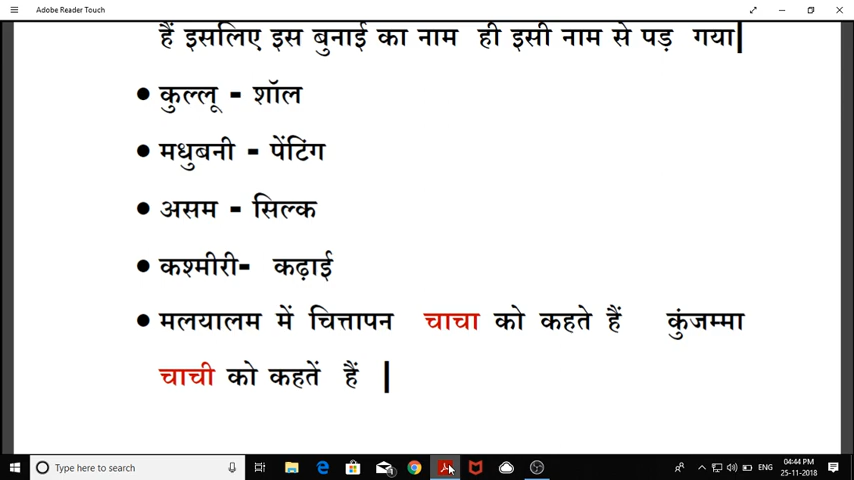 Adobe Reader Touch
हैं इसलिए इस बुनाई का नाम ही इसी नाम से पड़ गया|
• कुल्लू - शॉल
• मधुबनी - पेंटिंग
• असम - सिल्क
• कश्मीरी- कढ़ाई
• मलयालम में चित्तापन चाचा को कहते हैं कुंजम्मा
चाची को कहतें हैं |
Type here to search
ENG
04:44 PM
25-11-2018